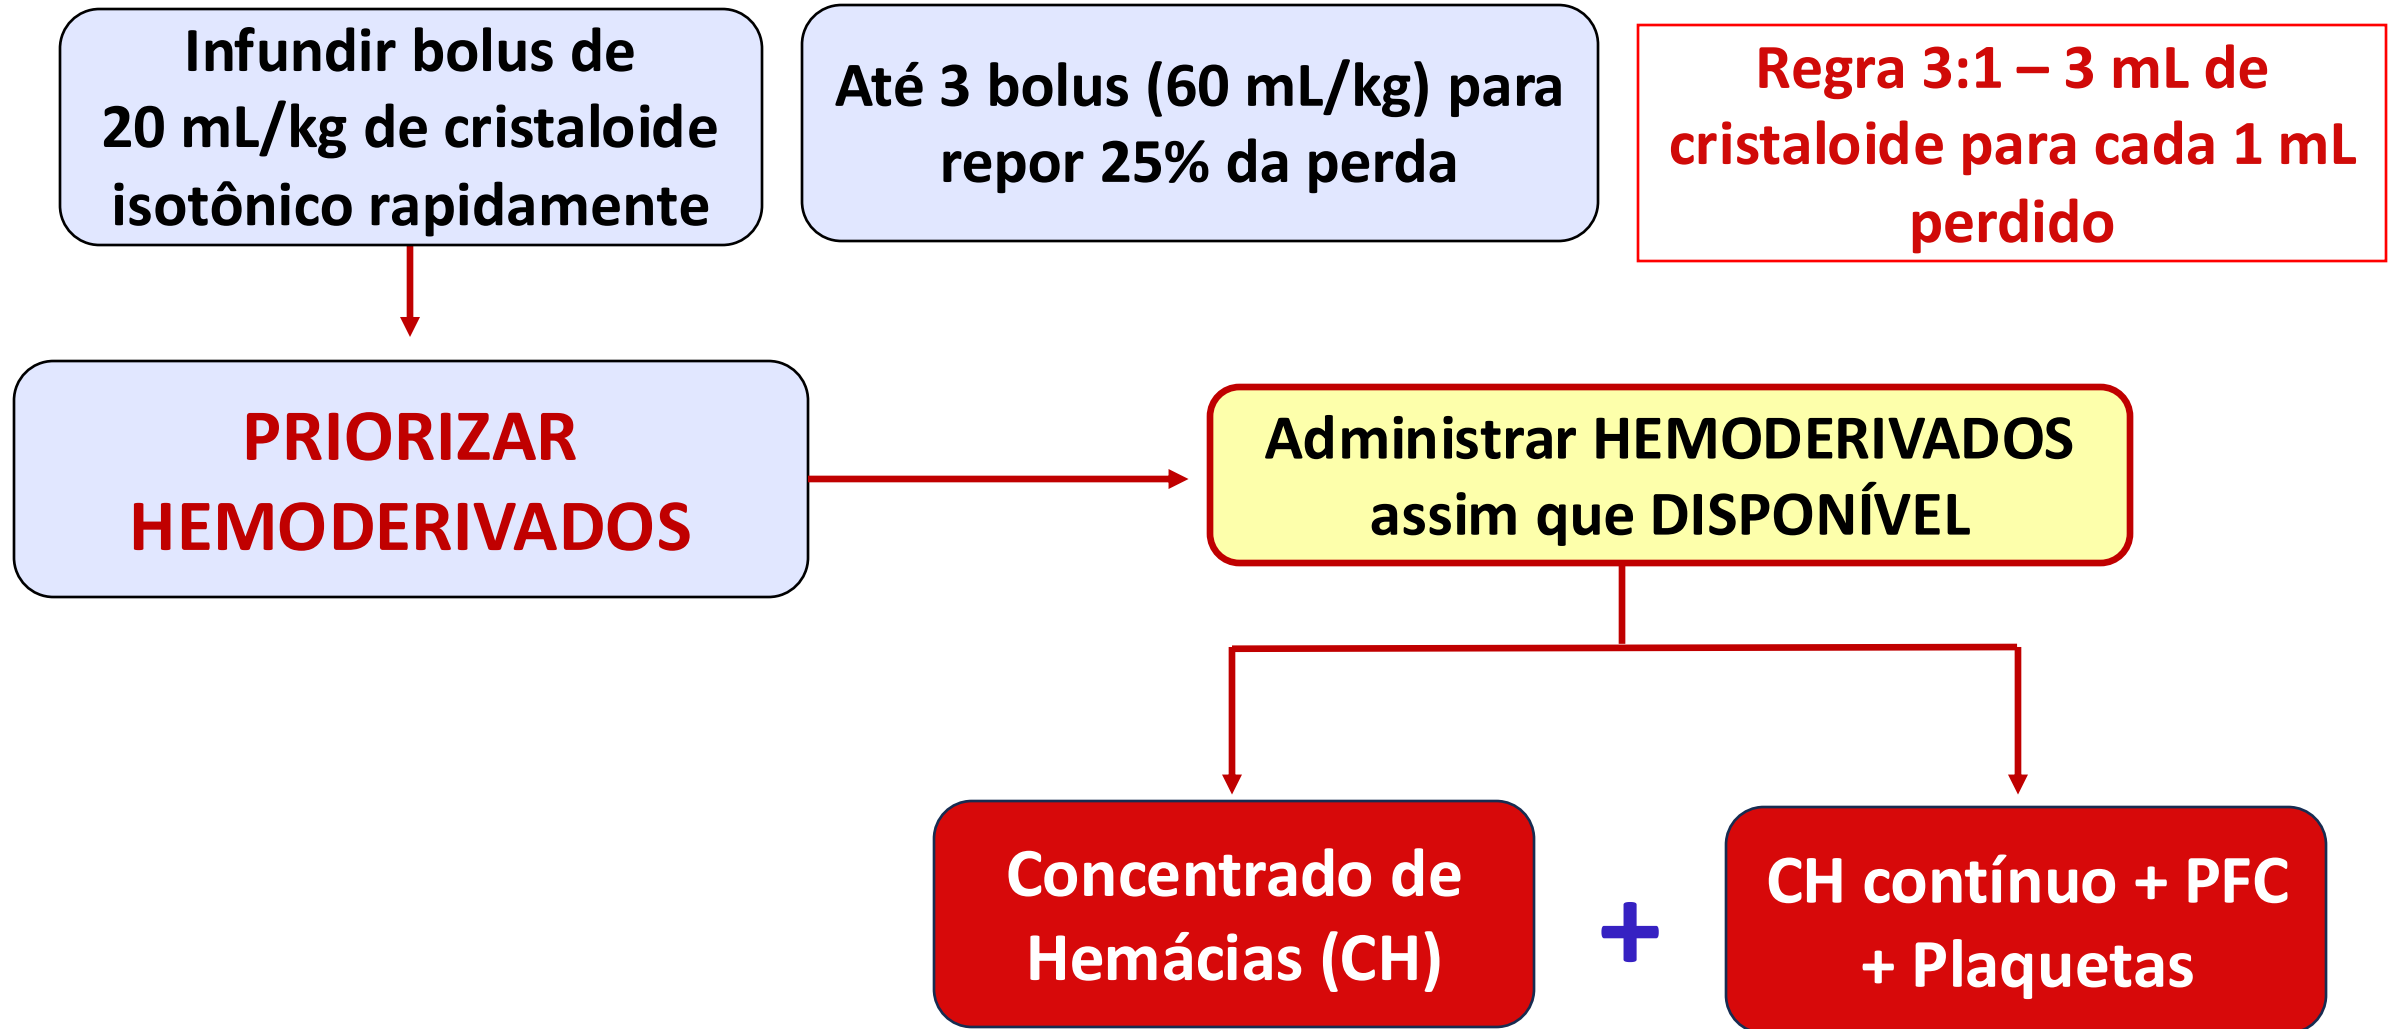 Infundir bolus de
20 mL/kg de cristaloide
isotônico rapidamente
Até 3 bolus (60 mL/kg) para
repor 25% da perda
Regra 3:1 – 3 mL de
cristaloide para cada 1 mL
perdido
PRIORIZAR
HEMODERIVADOS
Administrar HEMODERIVADOS
assim que DISPONÍVEL
Concentrado de
Hemácias (CH)
+
CH contínuo + PFC
+ Plaquetas